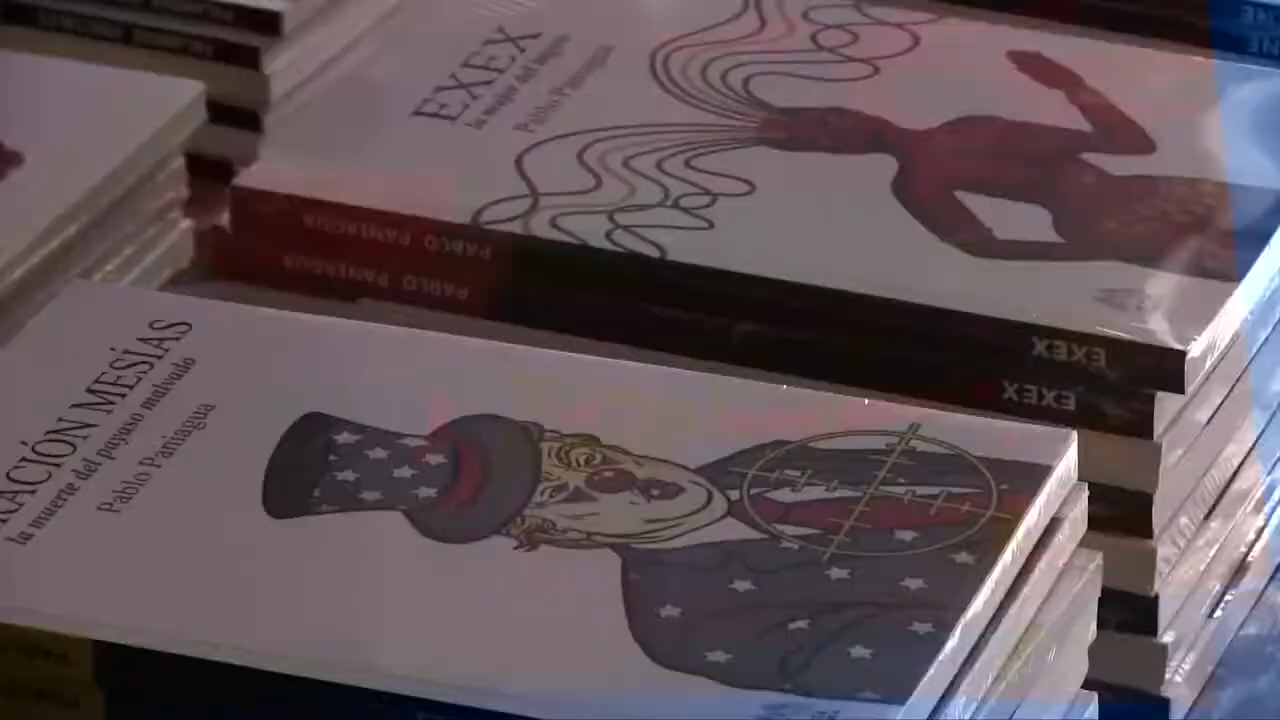 EXEX
la mujer del lago
Pablo Paniagua
PABLO PANIAGUA
PABLO PANIAGUA
EXEX
EXEX
RACIÓN MESÍAS
la muerte del payaso malvado
Pablo Paniagua